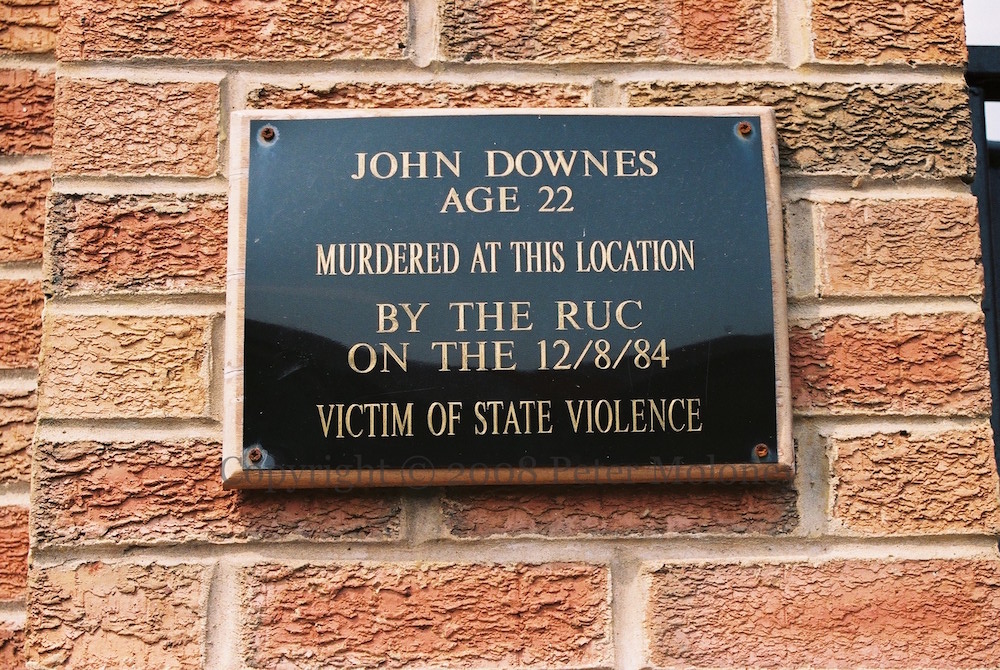 JOHN DOWNES
AGE 22
MURDERED AT THIS LOCATION
BY THE RUC
ON THE 12/8/84
VICTIM OF STATE VIOLENCE
Copyright © 2008 Peter